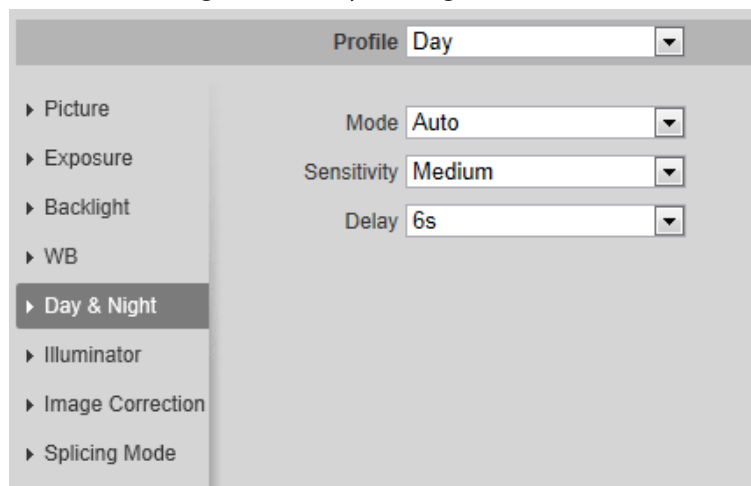 Profile Day
Picture
Mode Auto
Exposure
Sensitivity Medium
Backlight
Delay 6s
WB
Day & Night
Illuminator
Image Correction
Splicing Mode